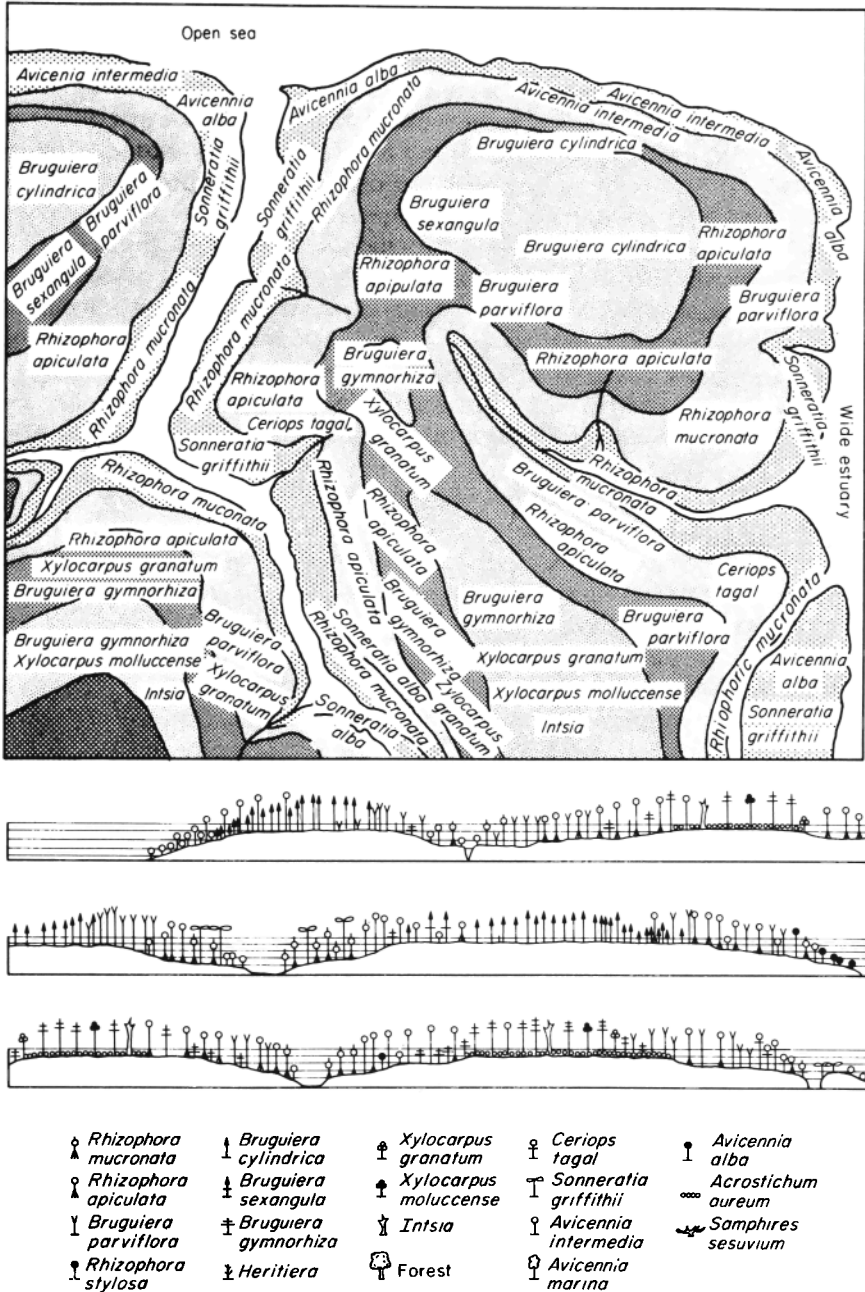 Open sea
Avicenia intermedia
Avicennia
alba
Sonneratia
griffithii
Bruguiera
cylindrica
Bruguiera
parviflora
Bruguiera
sexangula
Rhizophora
apiculata
Rhizophora mucronata
Avicennia alba
Rhizophora mucronata
Sonneratia
griffithii
Rhizophora mucronata
Avicennia
intermedia
Avicennia intermedia
Avicennia
alba
Bruguiera cylindrica
Bruguiera
sexangula
Bruguiera cylindrica
Rhizophora
apiculata
Rhizophora
apipulata
Bruguiera
parviflora
Bruguiera
parviflora
Rhizophora apiculata
Bruguiera
gymnorhiza
Rhizophora
apiculata
Ceriops tagal
Sonneratia
griffithii
Xylocarpus
granatum
Rhizophora
mucronata
Sonneratia
griffithii
Wide estuary
Rhizophora
mucronata
Bruguiera parviflora
Rhizophora
apiculata
Rhizophora muconata
Rhizophora apiculata
Xylocarpus granatum
Bruguiera gymnorhiza
Bruguiera gymnorhiza
Xylocarpus molluccense
Intsia
Bruguiera
parviflora
Xylocarpus
granatum
Rhizophora apiculata
Rhizophora
apiculata
Bruguiera
gymnorhiza
Zylocarpus
granatum
Sonneratia alba
Rhizophora mucronata
Sonneratia
alba
Bruguiera
gymnorhiza
Xylocarpus granatum
Xylocarpus molluccense
Intsia
Bruguiera
parviflora
Ceriops
tagal
Rhiophoric mucronata
Avicennia
alba
Sonneratia
griffithii
Rhizophora
mucronata
Bruguiera
cylindrica
Xylocarpus
granatum
Ceriops
tagal
Avicennia
alba
Rhizophora
apiculata
Bruguiera
sexangula
Xylocarpus
moluccense
Sonneratia
griffithii
Acrostichum
aureum
Bruguiera
parviflora
Bruguiera
gymnorhiza
Intsia
Avicennia
intermedia
Samphires
sesuvium
Rhizophora
stylosa
Heritiera
Forest
Avicennia
marina